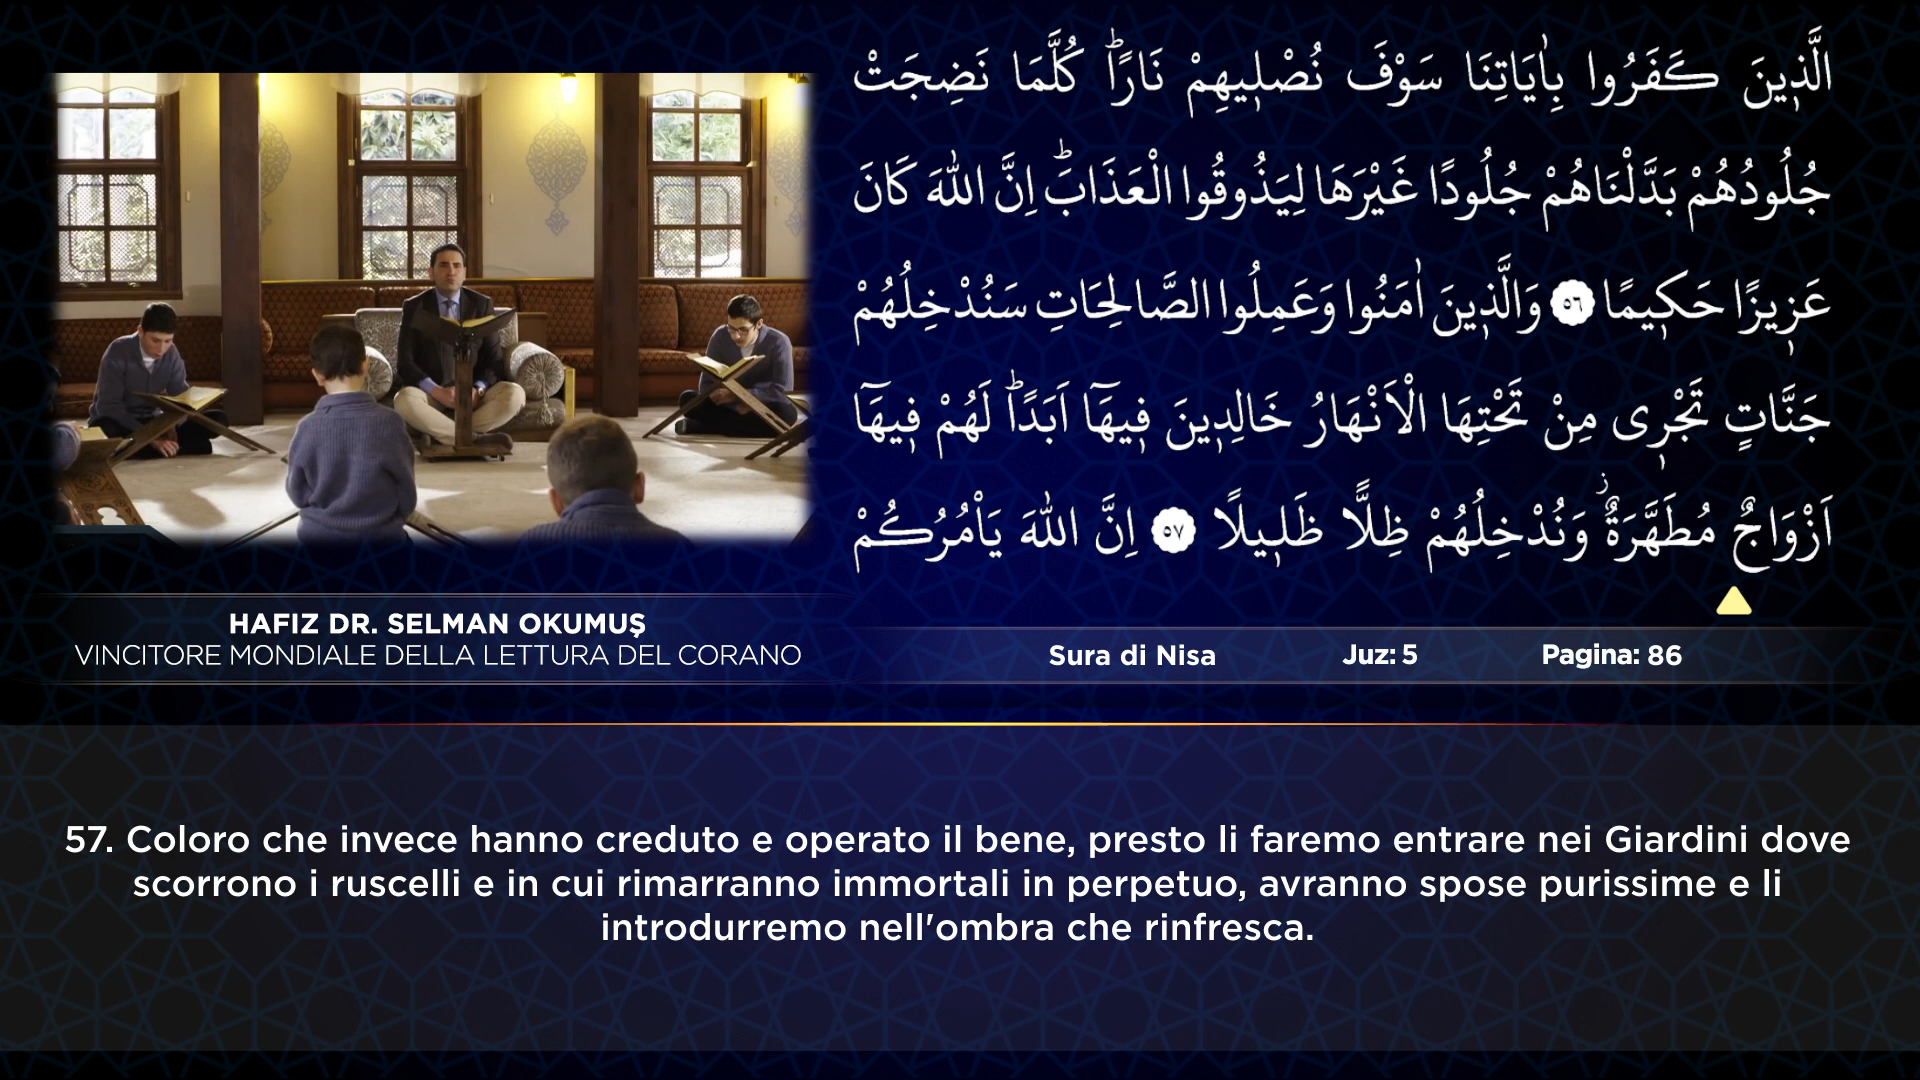 الَّذ۪ينَ كَفَرُوا بِاٰيَاتِنَا سَوْفَ نُصْل۪يهِمْ نَارًاۜ كُلَّمَا نَضِجَتْ
جُلُودُهُمْ بَدَّلْنَاهُمْ جُلُودًا غَيْرَهَا لِيَذُوقُوا الْعَذَابَۜ اِنَّ اللّٰهَ كَانَ
عَز۪يزًا حَك۪يمًا ٥٦ وَالَّذ۪ينَ اٰمَنُوا وَعَمِلُوا الصَّالِحَاتِ سَنُدْخِلُهُمْ
جَنَّاتٍ تَجْر۪ى مِنْ تَحْتِهَا الْاَنْهَارُ خَالِد۪ينَ ف۪يهَٓا اَبَدًاۜ لَهُمْ ف۪يهَٓا
اَزْوَاجٌ مُطَهَّرَةٌۘ وَنُدْخِلُهُمْ ظِلًّا ظَل۪يلًا ٥٧ اِنَّ اللّٰهَ يَاْمُرُكُمْ
HAFIZ DR. SELMAN OKUMUŞ
VINCITORE MONDIALE DELLA LETTURA DEL CORANO
Sura di Nisa Juz: 5 Pagina: 86
57. Coloro che invece hanno creduto e operato il bene, presto li faremo entrare nei Giardini dove
scorrono i ruscelli e in cui rimarranno immortali in perpetuo, avranno spose purissime e li
introdurremo nell'ombra che rinfresca.